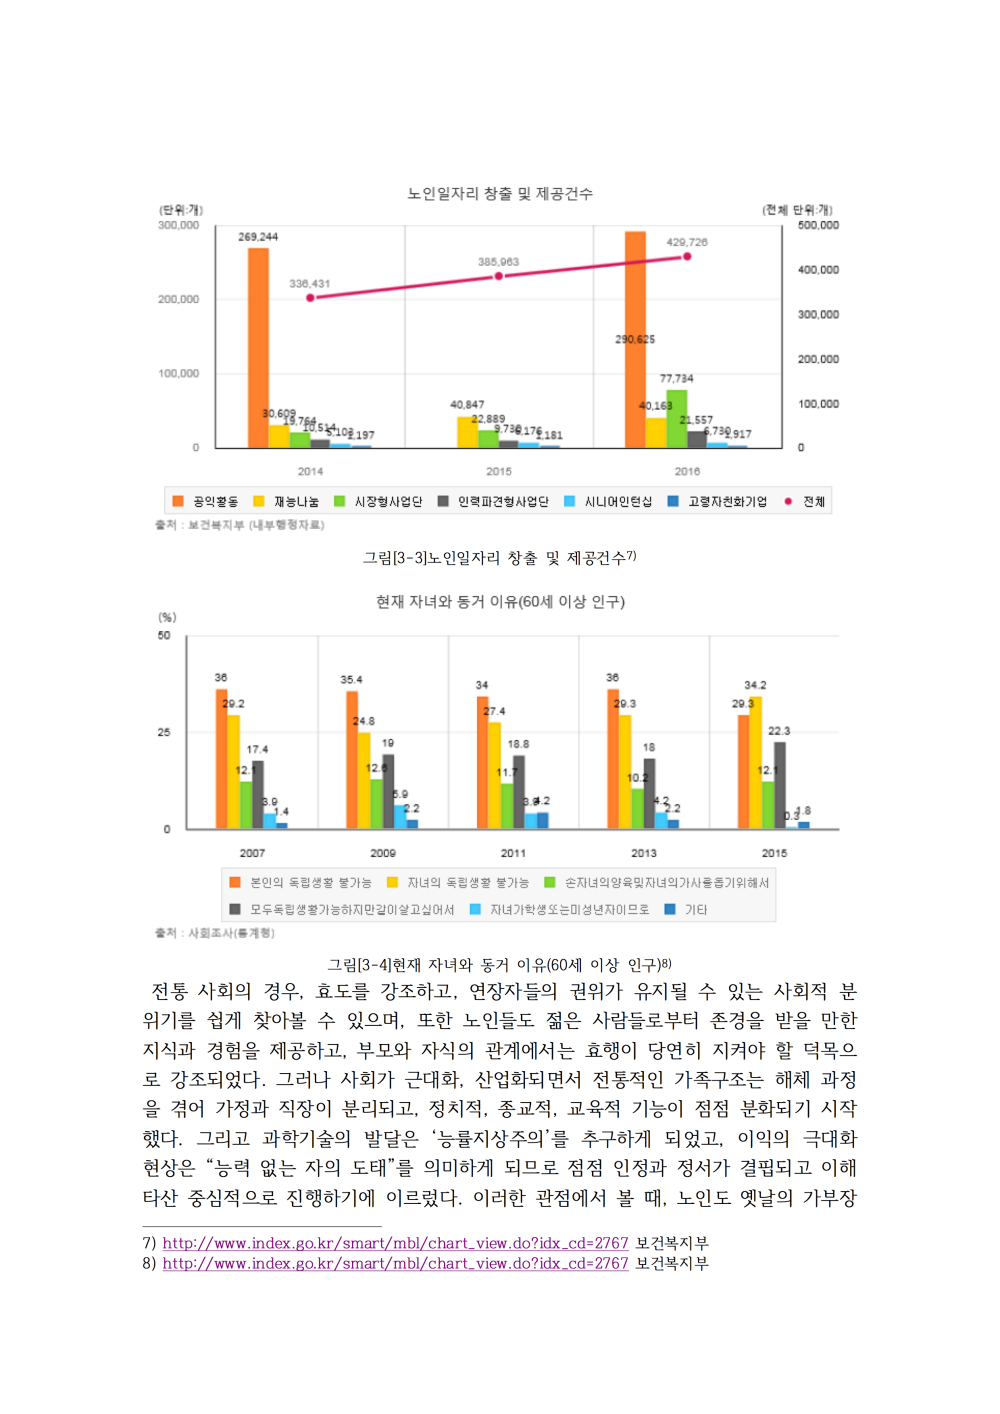 노인일자리 창출 및 제공건수
(단위:개) (전체 단위:개)
300,000 500,000
269,244 429,726
385,963 400,000
336,431
200,000 300,000
290,625
200,000
100,000 77,734 100,000
30,609 19,764 10,514 5,103 1,197 40,847 22,889 9,730 6,176 1,181 40,163 21,557 6,730 2,917
0 0
2014 2015 2016
공익활동 재능나눔 시장형사업단 인력파견형사업단 시니어인턴십 고령자친화기업 전체
출처 : 보건복지부 (내부행정자료)
그림[3-3]노인일자리 창출 및 제공건수7)
현재 자녀와 동거 이유(60세 이상 인구)
(%)
50
36 29.2 12.1 17.4 3.9 1.4
35.4 24.8 12.6 19 5.9 2.2
34 27.4 11.7 18.8 3.9 4.2
36 29.3 10.2 18 4.2 2.2
29.3 34.2 12.1 22.3 0.3 1.8
25
0
2007 2009 2011 2013 2015
본인의 독립생활 불가능 자녀의 독립생활 불가능 손자녀의양육및자녀의가사를돕기위해서
모두독립생활가능하지만같이살고싶어서 자녀가학생또는미성년자이므로 기타
출처 : 사회조사(통계청)
그림[3-4]현재 자녀와 동거 이유(60세 이상 인구)8)
전통 사회의 경우, 효도를 강조하고, 연장자들의 권위가 유지될 수 있는 사회적 분
위기를 쉽게 찾아볼 수 있으며, 또한 노인들도 젊은 사람들로부터 존경을 받을 만한
지식과 경험을 제공하고, 부모와 자식의 관계에서는 효행이 당연히 지켜야 할 덕목으
로 강조되었다. 그러나 사회가 근대화, 산업화되면서 전통적인 가족구조는 해체 과정
을 겪어 가정과 직장이 분리되고, 정치적, 종교적, 교육적 기능이 점점 분화되기 시작
했다. 그리고 과학기술의 발달은 ‘능률지상주의’를 추구하게 되었고, 이익의 극대화
현상은 “능력 없는 자의 도태”를 의미하게 되므로 점점 인정과 정서가 결핍되고 이해
타산 중심적으로 진행하기에 이르렀다. 이러한 관점에서 볼 때, 노인도 옛날의 가부장
7) http://www.index.go.kr/smart/mbl/chart_view.do?idx_cd=2767 보건복지부
8) http://www.index.go.kr/smart/mbl/chart_view.do?idx_cd=2767 보건복지부